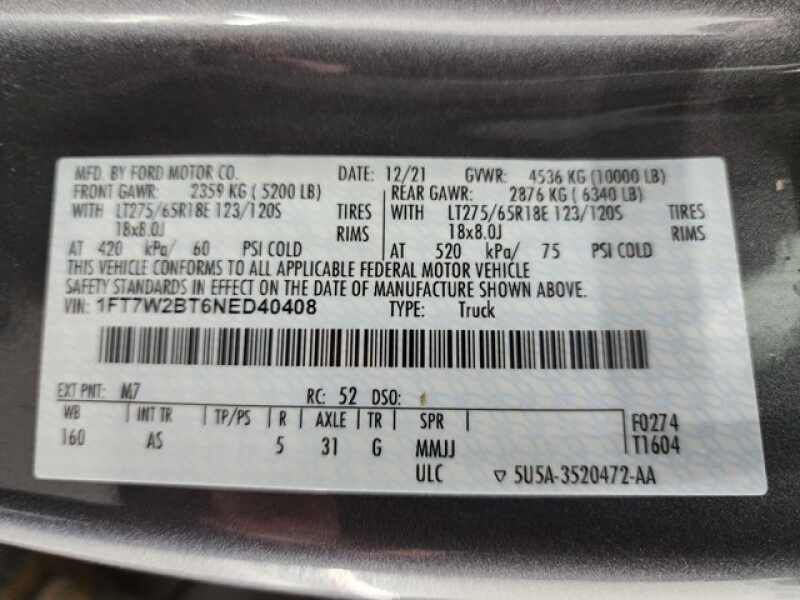 MFD. BY FORD MOTOR CO. DATE: 12/21 GVWR: 4536 KG (10000 LB)
FRONT GAWR: 2359 KG ( 5200 LB) REAR GAWR: 2876 KG ( 6340 LB)
WITH LT275/65R18E 123/120S TIRES WITH LT275/65R18E 123/120S TIRES
18x8.0J RIMS 18x8.0J RIMS
AT 420 kPa/ 60 PSI COLD AT 520 kPa/ 75 PSI COLD
THIS VEHICLE CONFORMS TO ALL APPLICABLE FEDERAL MOTOR VEHICLE
SAFETY STANDARDS IN EFFECT ON THE DATE OF MANUFACTURE SHOWN ABOVE.
VIN: 1FT7W2BT6NED40408 TYPE: Truck
EXT PNT: M7 RC: 52 DSO:
WB INT TR TP/PS R AXLE TR SPR F0274
160 AS 5 31 G MMJJ T1604
ULC ▽ 5U5A-3520472-AA